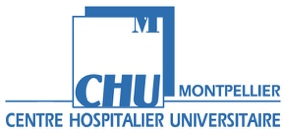 M
CHU MONTPELLIER
CENTRE HOSPITALIER UNIVERSITAIRE